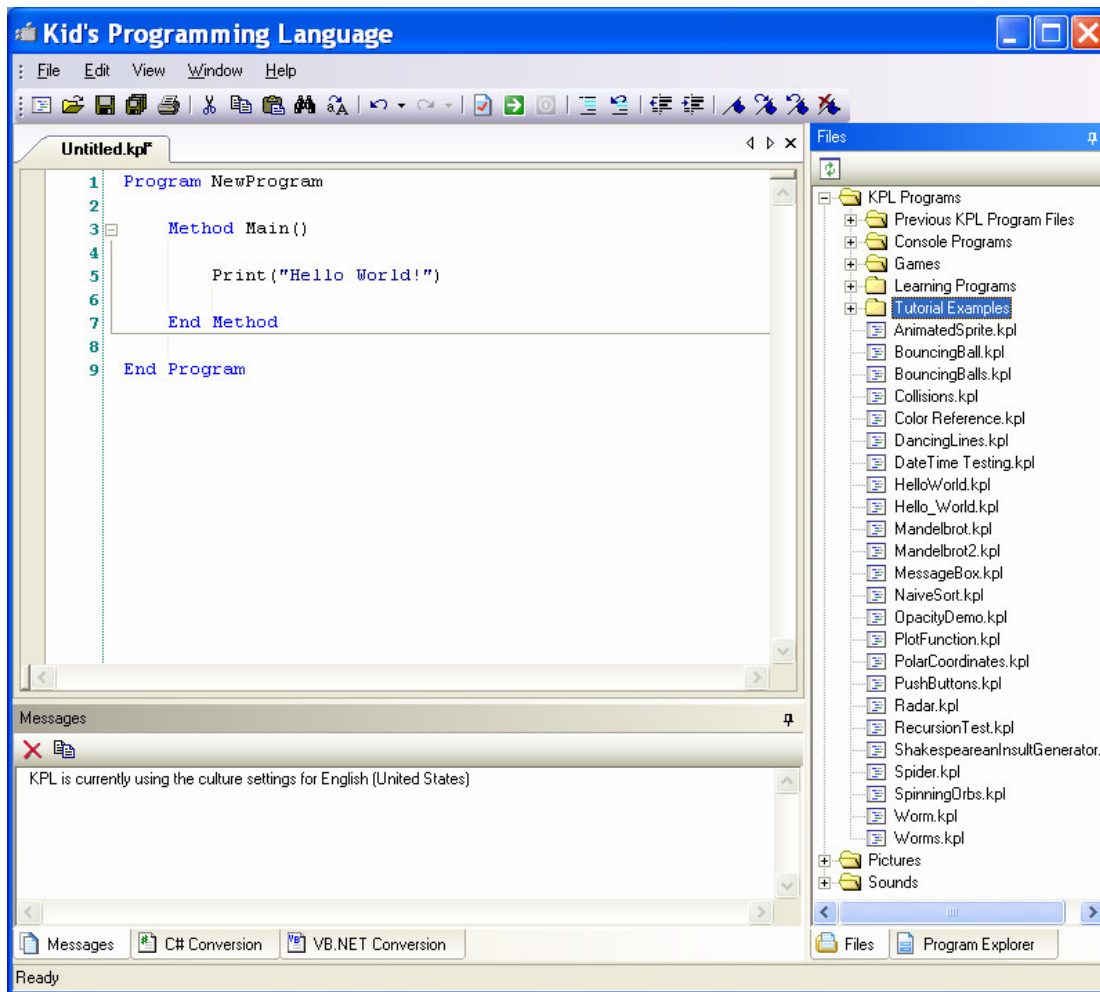 Kid's Programming Language
File Edit View Window Help
Untitled.kpl*
1 Program NewProgram
2
3 Method Main()
4
5 Print("Hello World!")
6
7 End Method
8
9 End Program
Messages
KPL is currently using the culture settings for English (United States)
Messages C# Conversion VB.NET Conversion
Ready
Files
KPL Programs
Previous KPL Program Files
Console Programs
Games
Learning Programs
Tutorial Examples
AnimatedSprite.kpl
BouncingBall.kpl
BouncingBalls.kpl
Collisions.kpl
Color Reference.kpl
DancingLines.kpl
DateTime Testing.kpl
HelloWorld.kpl
Hello_World.kpl
Mandelbrot.kpl
Mandelbrot2.kpl
MessageBox.kpl
NaiveSort.kpl
OpacityDemo.kpl
PlotFunction.kpl
PolarCoordinates.kpl
PushButtons.kpl
Radar.kpl
RecursionTest.kpl
ShakespeareanInsultGenerator.
Spider.kpl
SpinningOrbs.kpl
Worm.kpl
Worms.kpl
Pictures
Sounds
Files Program Explorer